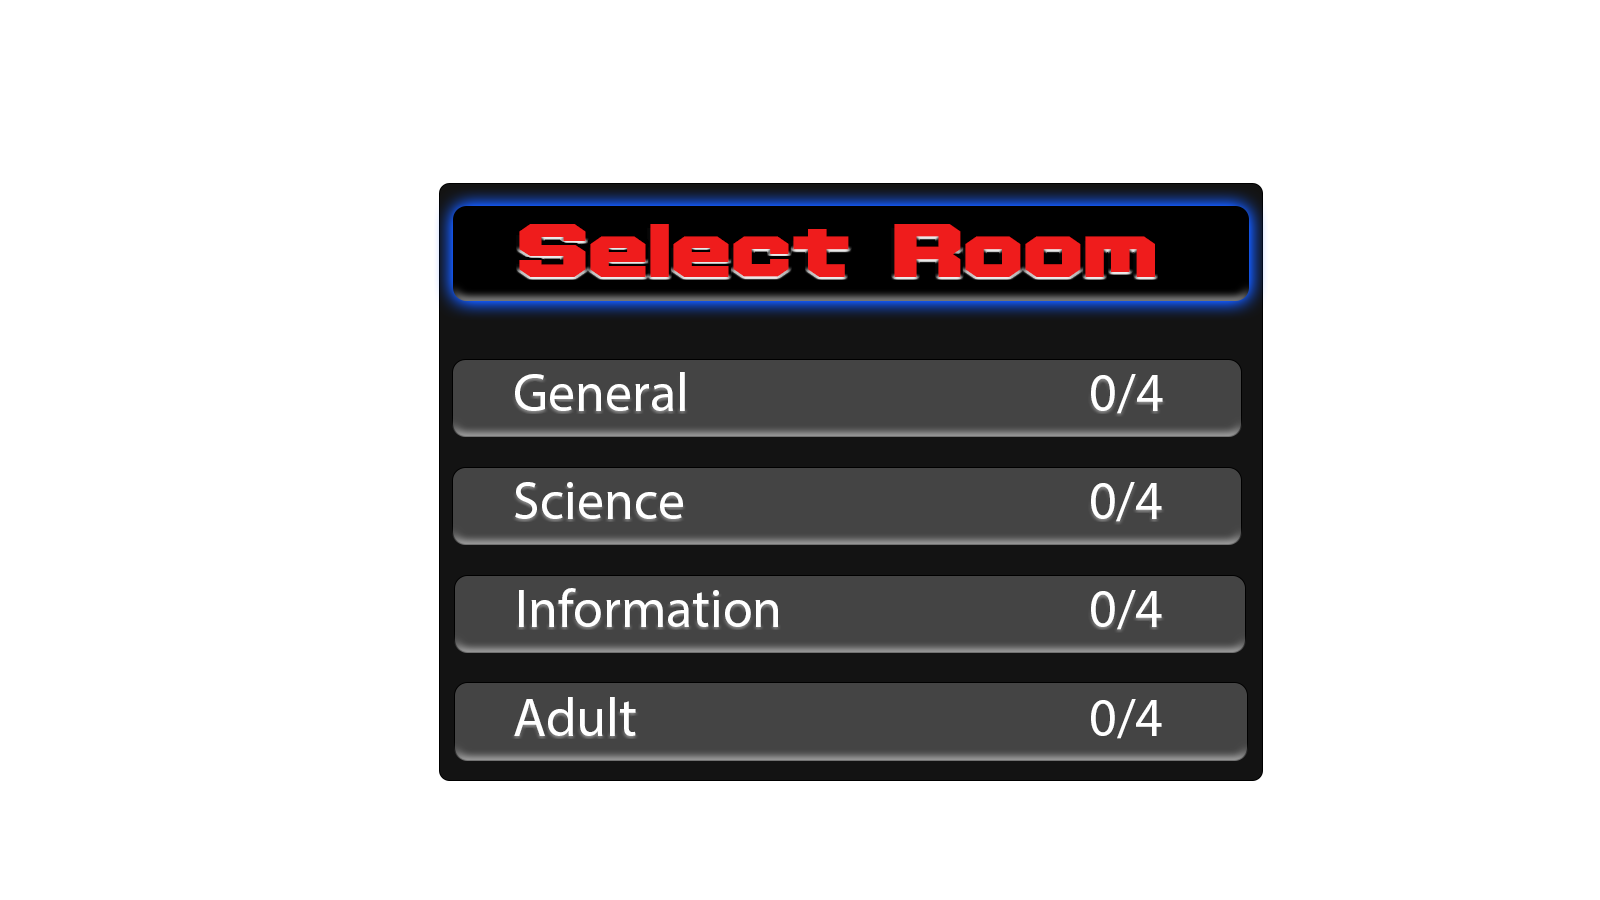 Select Room
General 0/4
Science 0/4
Information 0/4
Adult 0/4